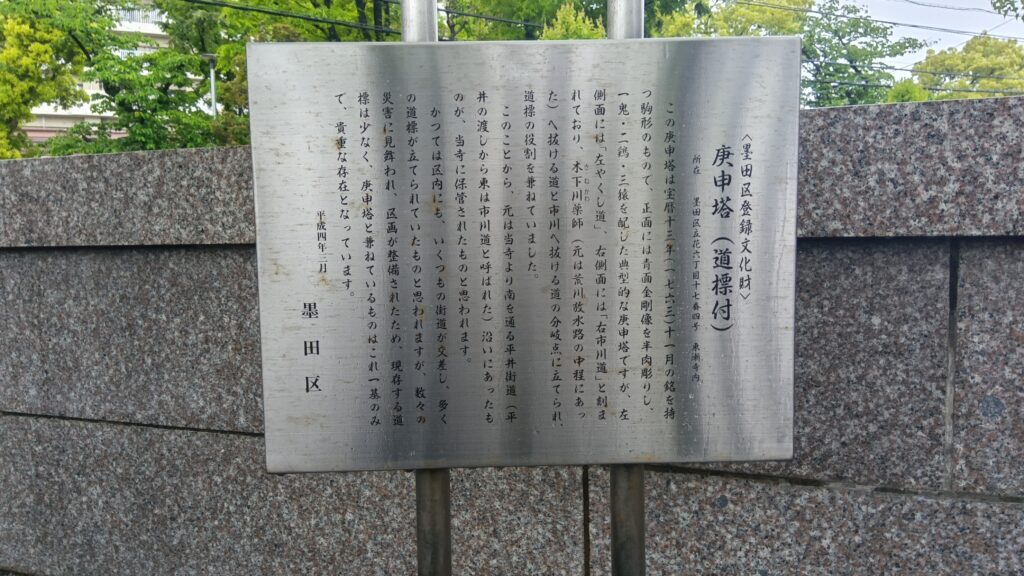 〈墨田区登録文化財〉
庚申塔（道標付）
所在 墨田区立花六丁目十七番四号 東漸寺内
この庚申塔は宝暦十三年（一七六三）十一月の銘を持
つ駒形のもので、正面には青面金剛像を半肉彫りし、
一鬼・二鶏・三猿を配した典型的な庚申塔ですが、左
側面には「左やくし道」、右側面には「右市川道」と刻ま
れており、木下川薬師（元は荒川放水路の中程にあっ
た）へ抜ける道と市川へ抜ける道の分岐点に立てられ、
道標の役割を兼ねていました。
このことから、元は当寺より南を通る平井街道（平
井の渡しから東は市川道と呼ばれた）沿いにあったも
のが、当寺に保管されたものと思われます。
かつては区内にも、いくつもの街道が交差し、多く
の道標が立てられていたものと思われますが、数々の
災害に見舞われ、区画が整備されたため、現存する道
標は少なく、庚申塔と兼ねているものはこれ一基のみ
で、貴重な存在となっています。
平成四年三月
墨田区